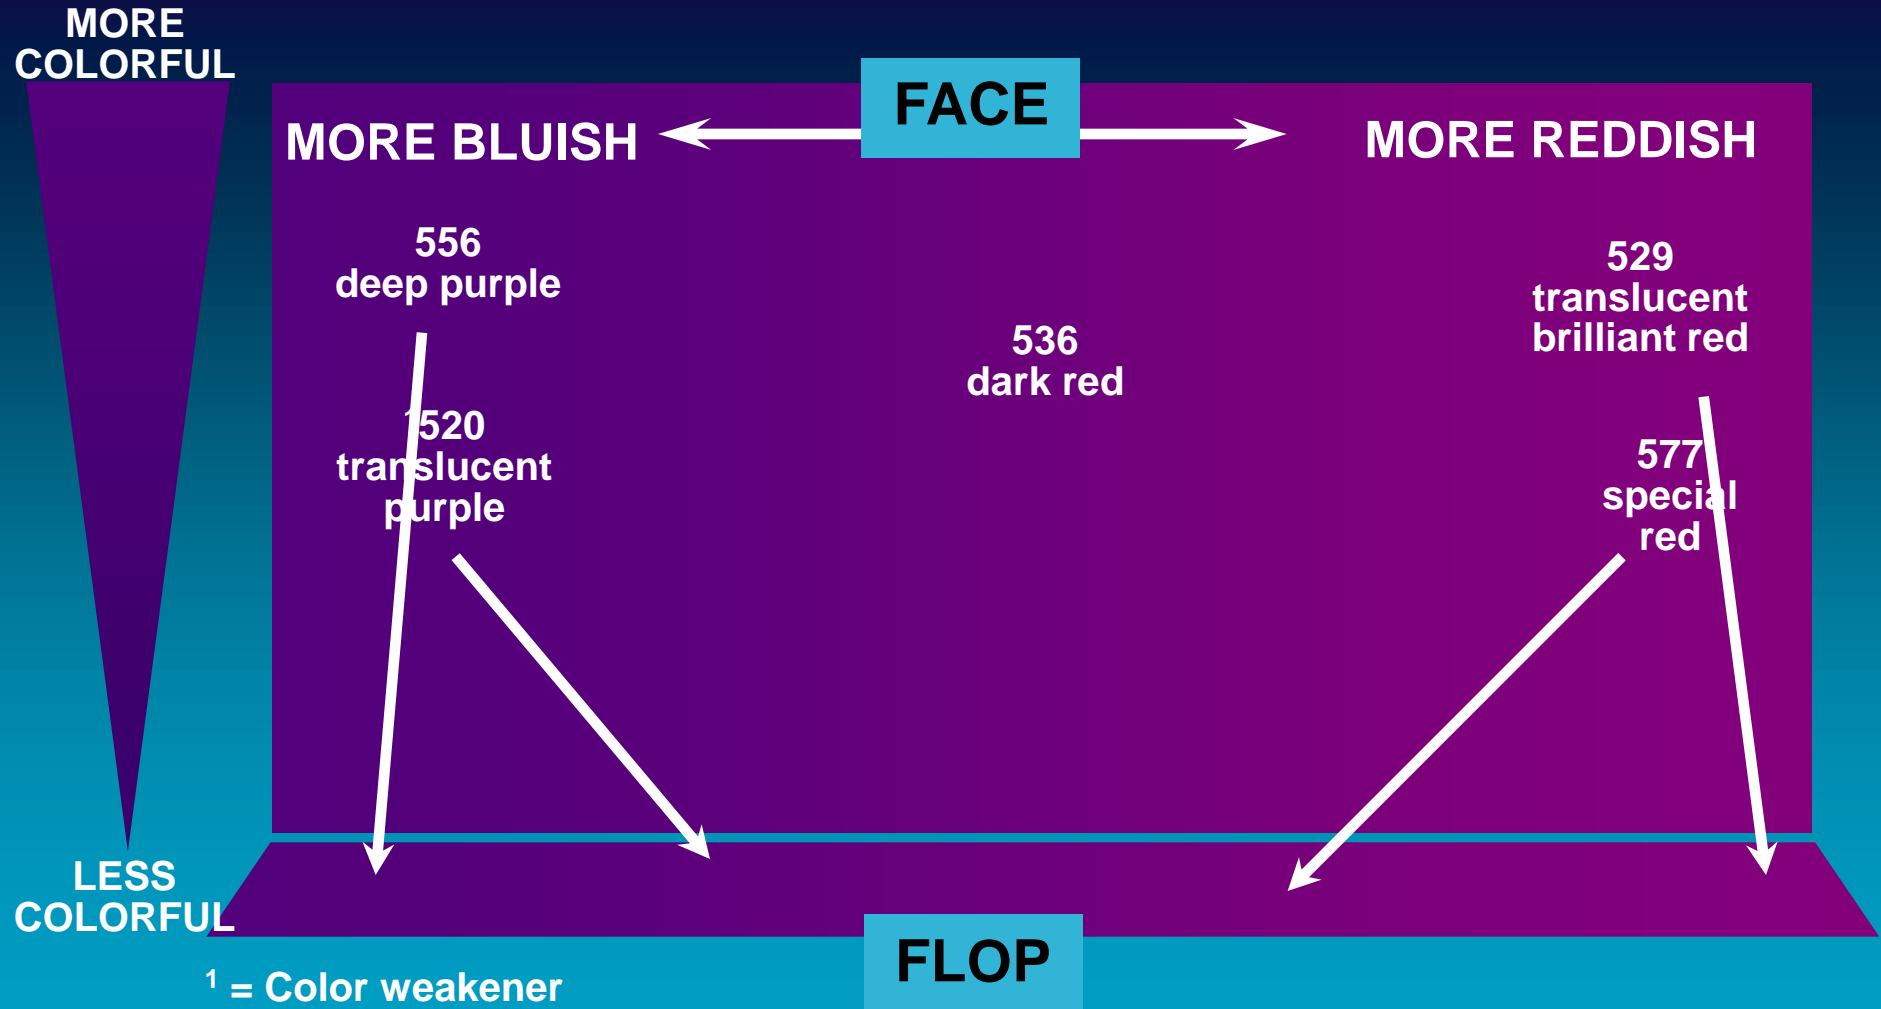 MORE
COLORFUL
FACE
MORE BLUISH
MORE REDDISH
556
deep purple
529
translucent
brilliant red
536
dark red
¹520
translucent
purple
577
special
red
LESS
COLORFUL
FLOP
¹ = Color weakener